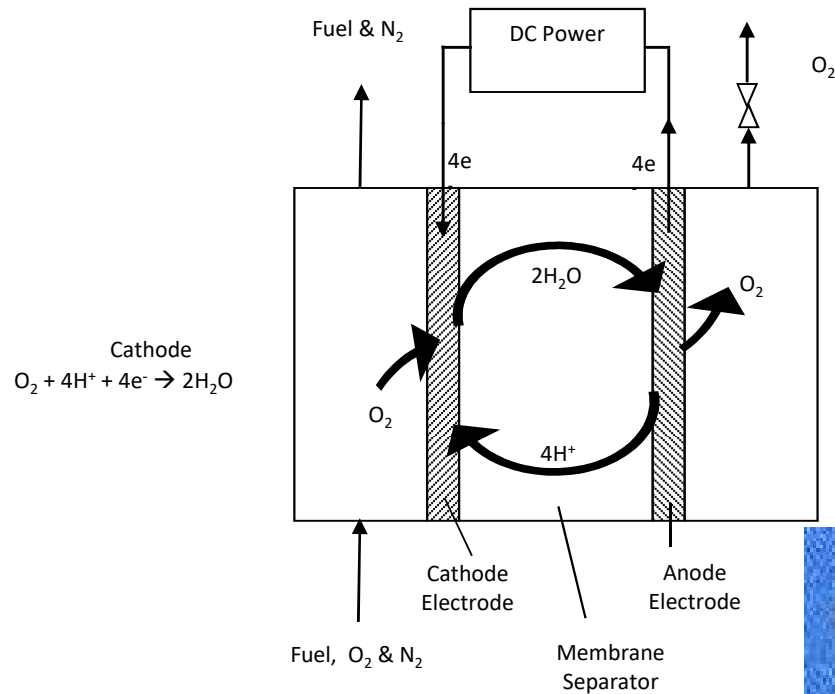 Fuel & N₂
DC Power
O₂
4e
4e
2H₂O
O₂
Cathode
O₂ + 4H⁺ + 4e⁻ → 2H₂O
O₂
4H⁺
Cathode
Electrode
Anode
Electrode
Fuel, O₂ & N₂
Membrane
Separator